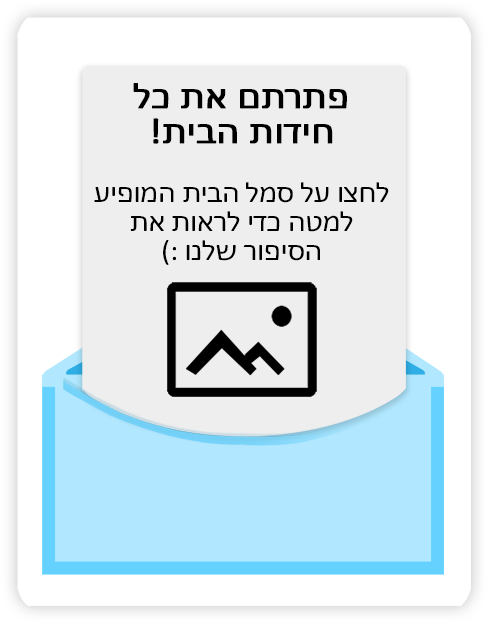 פתרתם את כל
חידות הבית!
לחצו על סמל הבית המופיע
למטה כדי לראות את
הסיפור שלנו :)